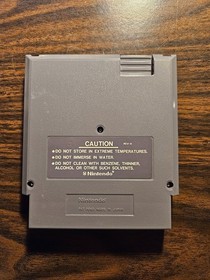 CAUTION
●DO NOT STORE IN EXTREME TEMPERATURES.
●DO NOT IMMERSE IN WATER.
●DO NOT CLEAN WITH BENZENE, THINNER,
ALCOHOL OR OTHER SUCH SOLVENTS.
Nintendo
Nintendo